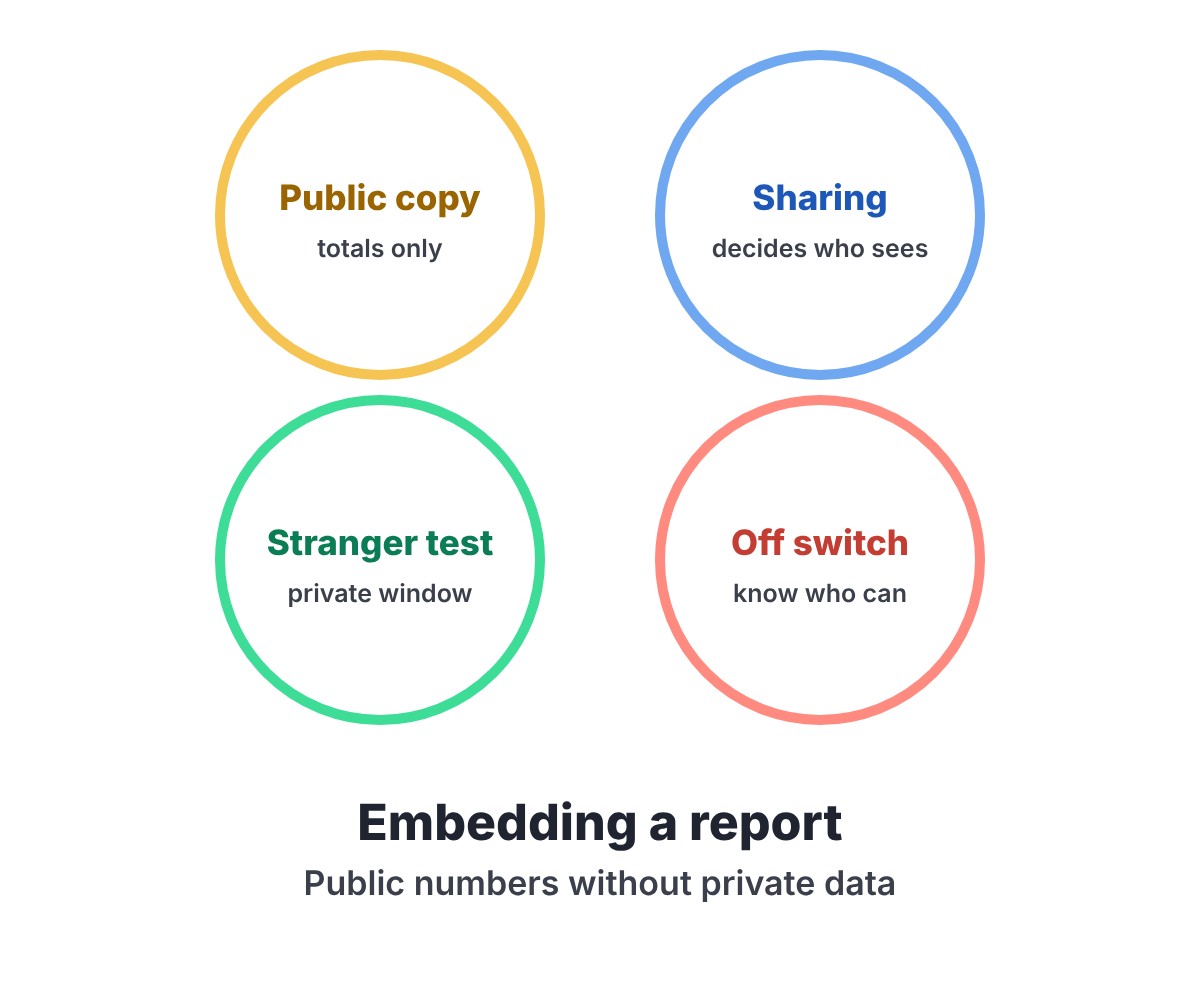 Public copy
totals only
Sharing
decides who sees
Stranger test
private window
Off switch
know who can
Embedding a report
Public numbers without private data